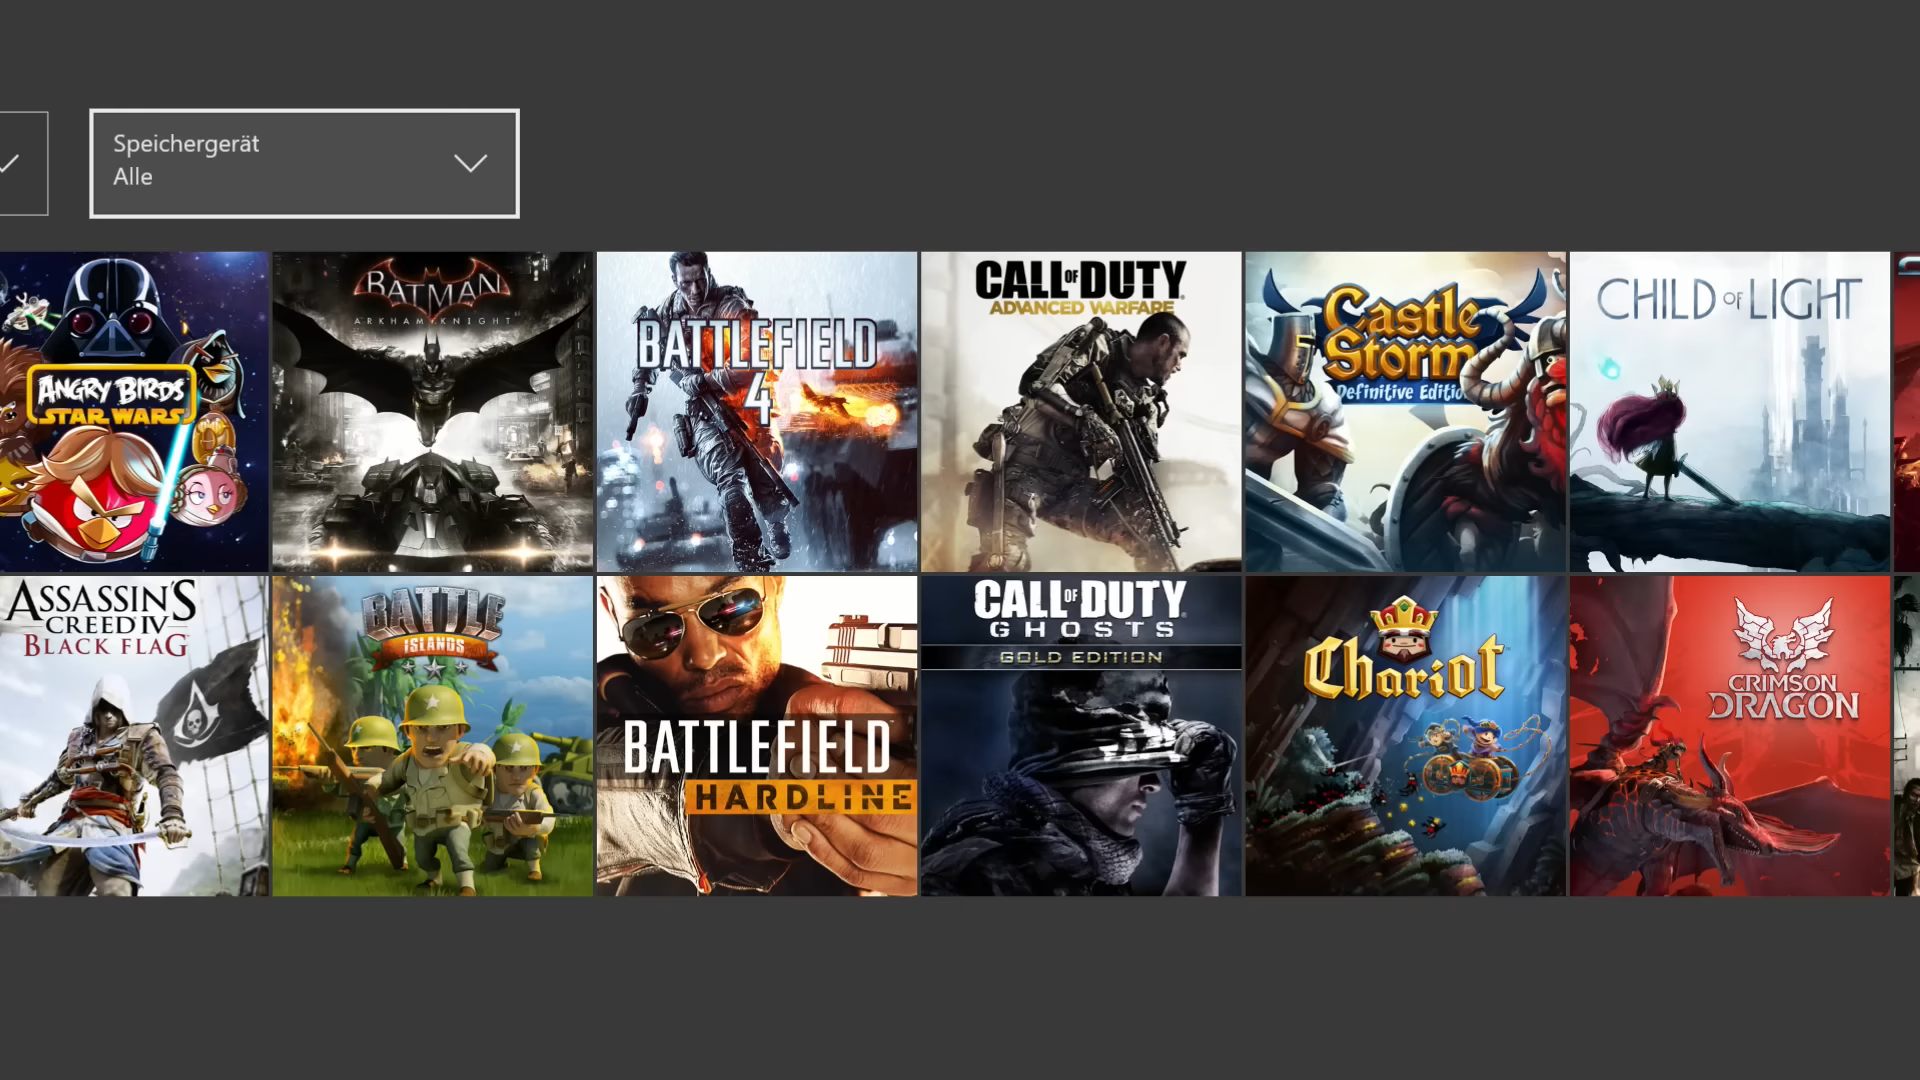 Speichergerät
Alle
ANGRY BIRDS
STAR WARS
BATMAN
ARKHAM KNIGHT
BATTLEFIELD
4
CALL OF DUTY
ADVANCED WARFARE
Castle
Storm
Definitive Editio
CHILD OF LIGHT
ASSASSIN'S
CREED IV
BLACK FLAG
BATTLE
ISLANDS
BATTLEFIELD
HARDLINE
CALL OF DUTY
GHOSTS
GOLD EDITION
Chariot
CRIMSON
DRAGON